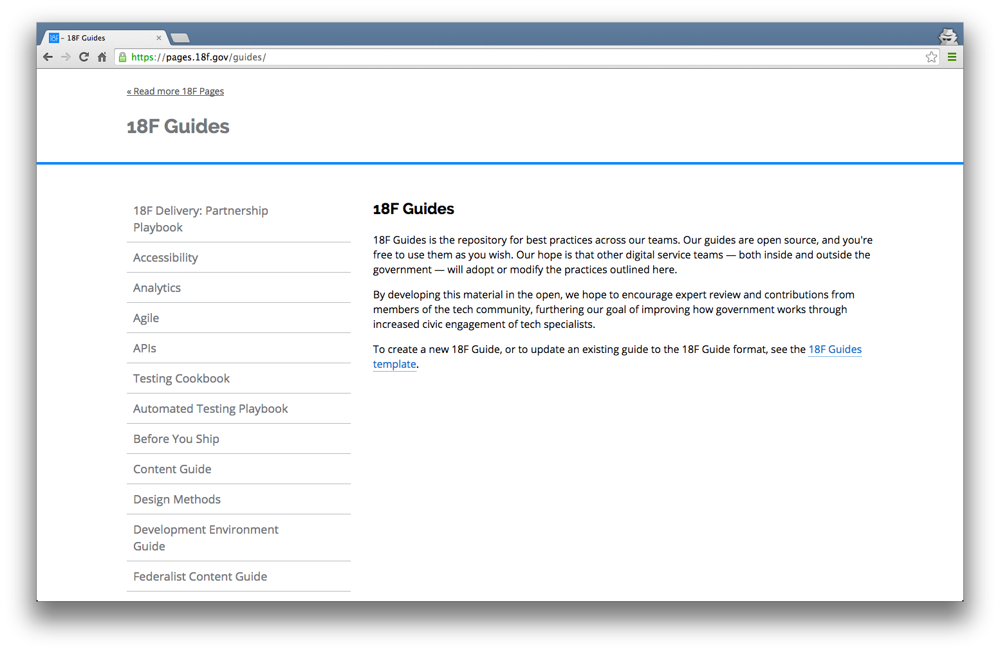 18F – 18F Guides
https://pages.18f.gov/guides/
« Read more 18F Pages
18F Guides
18F Delivery: Partnership
Playbook
Accessibility
Analytics
Agile
APIs
Testing Cookbook
Automated Testing Playbook
Before You Ship
Content Guide
Design Methods
Development Environment
Guide
Federalist Content Guide
18F Guides
18F Guides is the repository for best practices across our teams. Our guides are open source, and you're
free to use them as you wish. Our hope is that other digital service teams — both inside and outside the
government — will adopt or modify the practices outlined here.
By developing this material in the open, we hope to encourage expert review and contributions from
members of the tech community, furthering our goal of improving how government works through
increased civic engagement of tech specialists.
To create a new 18F Guide, or to update an existing guide to the 18F Guide format, see the 18F Guides
template.